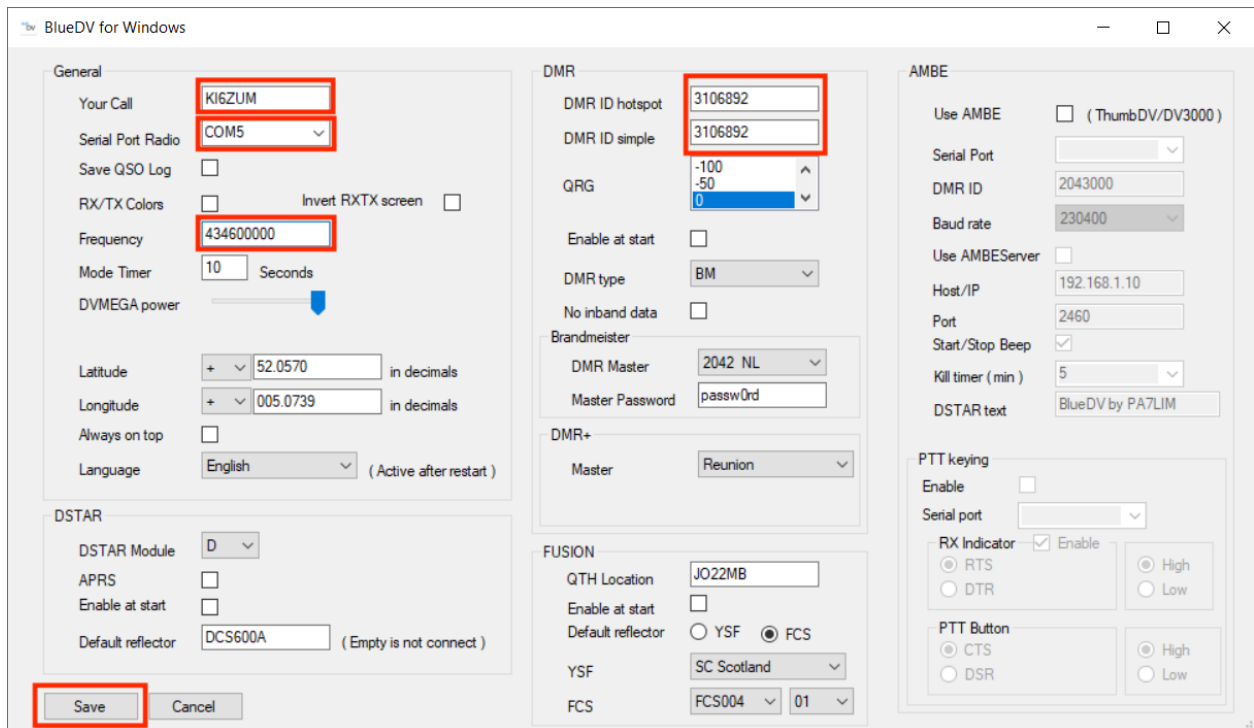 BlueDV for Windows
General
Your Call KI6ZUM
Serial Port Radio COM5
Save QSO Log
RX/TX Colors Invert RXTX screen
Frequency 434600000
Mode Timer 10 Seconds
DVMEGA power
Latitude + 52.0570 in decimals
Longitude + 005.0739 in decimals
Always on top
Language English ( Active after restart )
DSTAR
DSTAR Module D
APRS
Enable at start
Default reflector DCS600A ( Empty is not connect )
Save Cancel
DMR
DMR ID hotspot 3106892
DMR ID simple 3106892
QRG -100
-50
0
Enable at start
DMR type BM
No inband data
Brandmeister
DMR Master 2042 NL
Master Password passw0rd
DMR+
Master Reunion
FUSION
QTH Location JO22MB
Enable at start
Default reflector YSF FCS
YSF SC Scotland
FCS FCS004 01
AMBE
Use AMBE ( ThumbDV/DV3000 )
Serial Port
DMR ID 2043000
Baud rate 230400
Use AMBEServer
Host/IP 192.168.1.10
Port 2460
Start/Stop Beep
Kill timer ( min ) 5
DSTAR text BlueDV by PA7LIM
PTT keying
Enable
Serial port
RX Indicator Enable
RTS High
DTR Low
PTT Button
CTS High
DSR Low